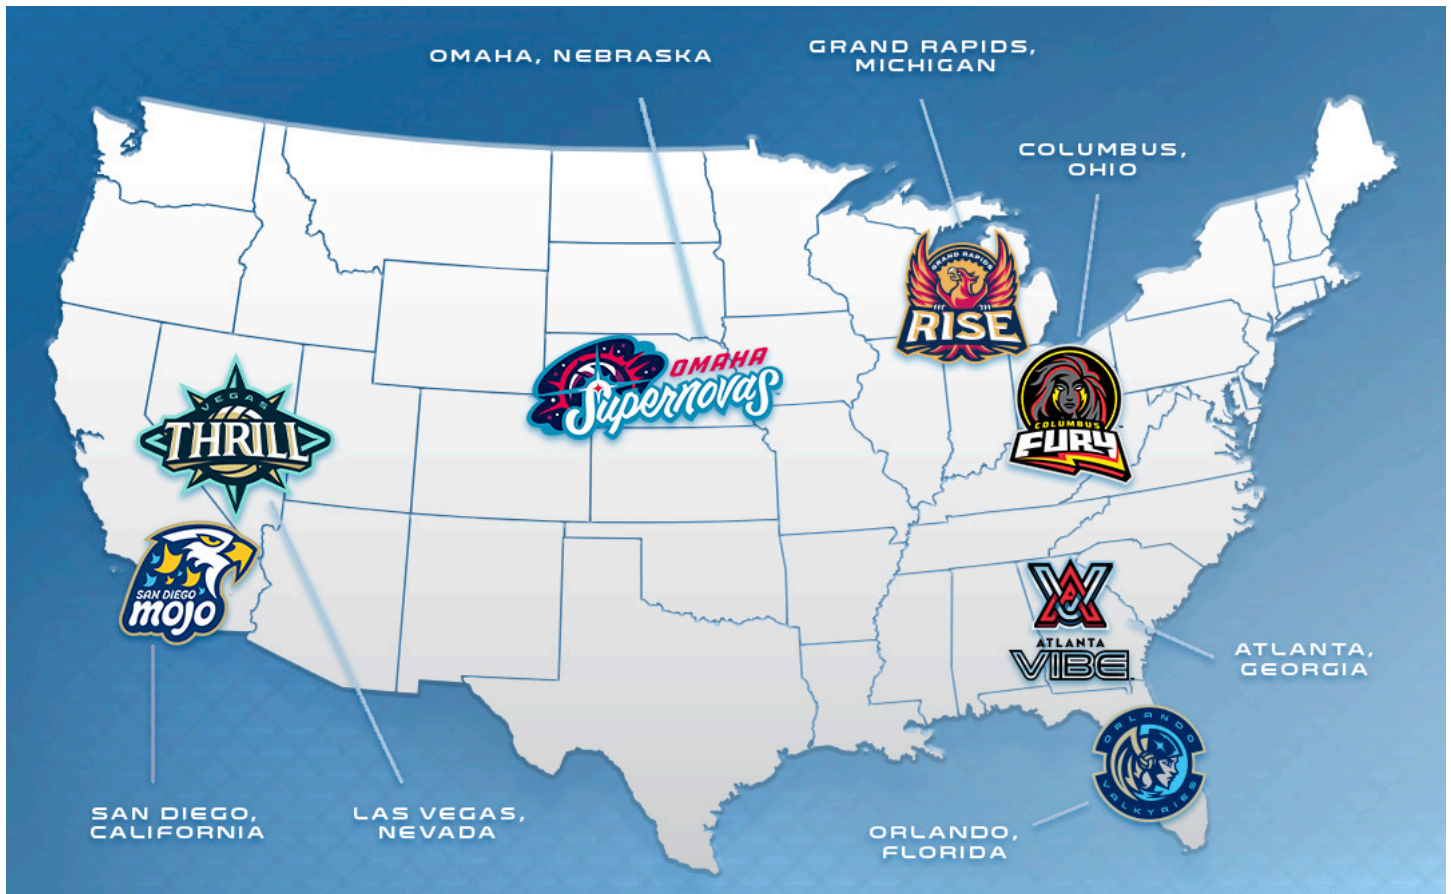 OMAHA, NEBRASKA
GRAND RAPIDS,
MICHIGAN
COLUMBUS,
OHIO
GRAND RAPIDS
RISE
OMAHA
Supernovas
VEGAS
THRILL
COLUMBUS
FURY
SAN DIEGO
mojo
ATLANTA
VIBE
ATLANTA,
GEORGIA
ORLANDO
VALKYRIES
SAN DIEGO,
CALIFORNIA
LAS VEGAS,
NEVADA
ORLANDO,
FLORIDA